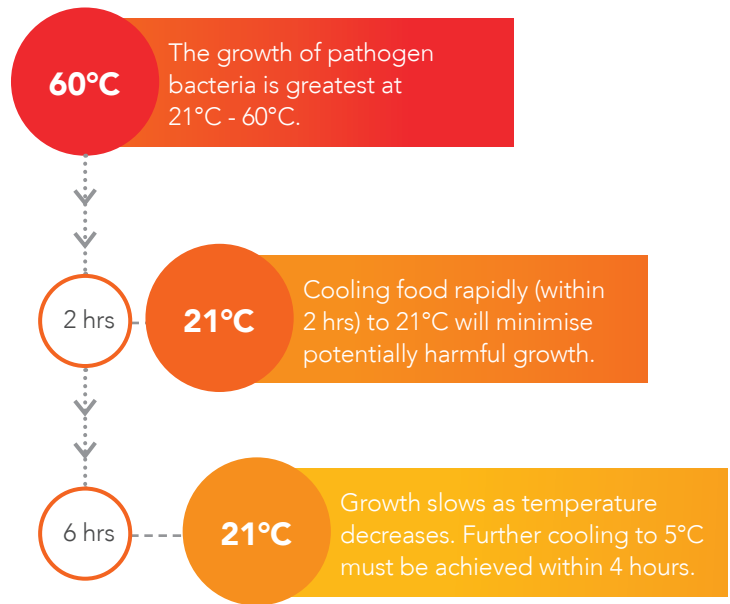 60°C
The growth of pathogen
bacteria is greatest at
21°C - 60°C.
2 hrs
21°C
Cooling food rapidly (within
2 hrs) to 21°C will minimise
potentially harmful growth.
6 hrs
21°C
Growth slows as temperature
decreases. Further cooling to 5°C
must be achieved within 4 hours.